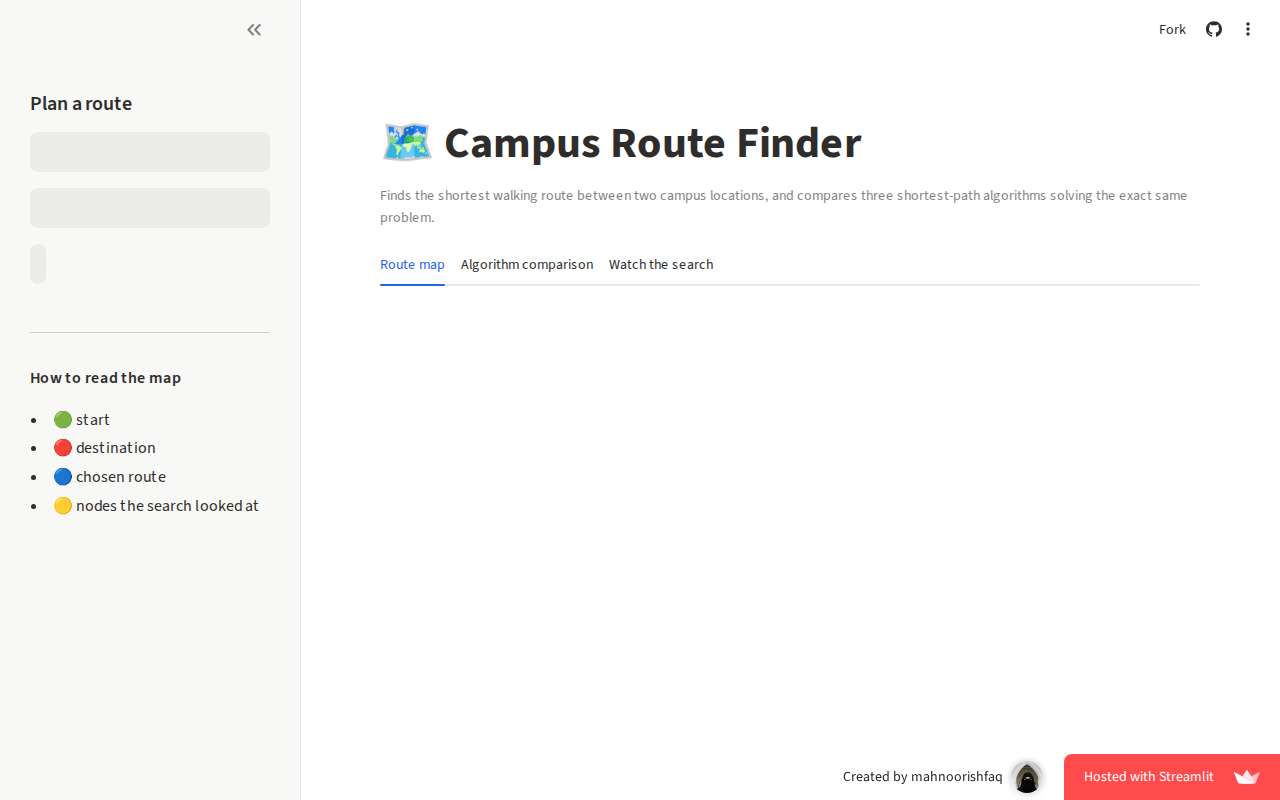 Fork
Plan a route
Campus Route Finder
Finds the shortest walking route between two campus locations, and compares three shortest-path algorithms solving the exact same
problem.
Route map
Algorithm comparison
Watch the search
How to read the map
start
destination
chosen route
nodes the search looked at
Created by mahnoorishfaq
Hosted with Streamlit